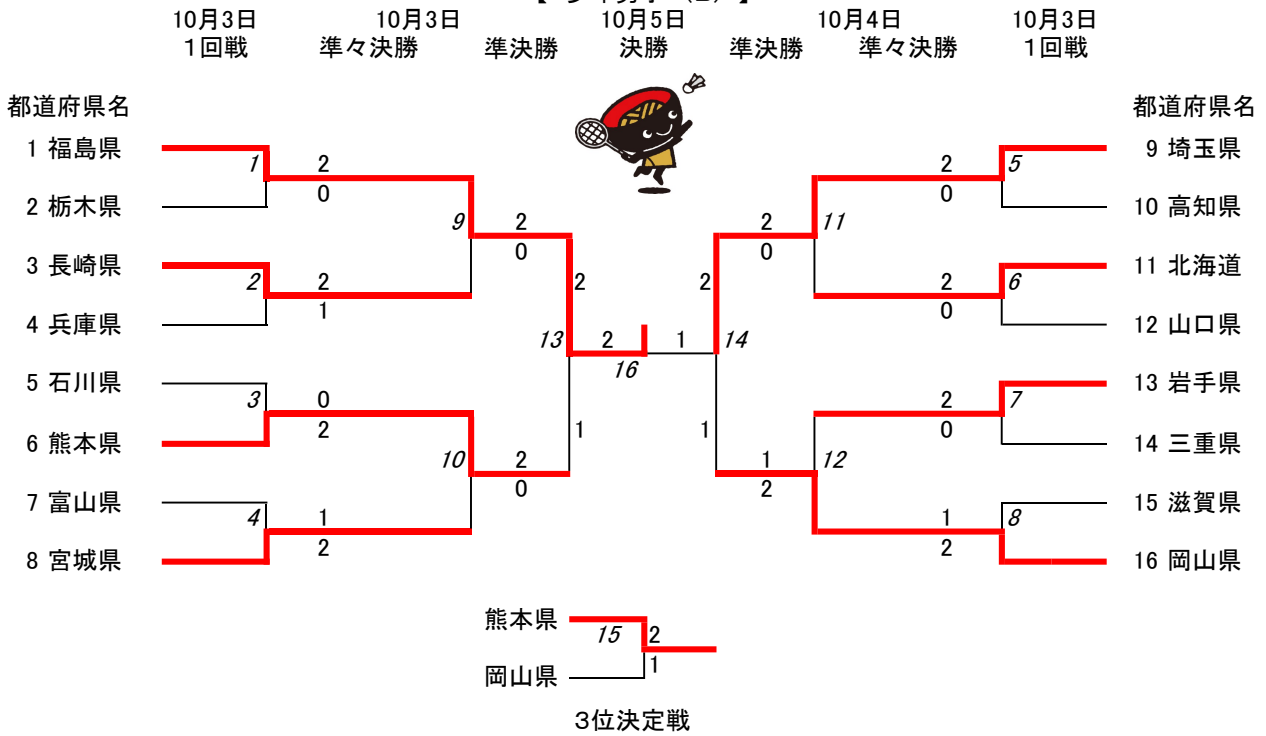 10月3日 10月3日 10月5日 10月4日 10月3日
1回戦 準々決勝 準決勝 決勝 準決勝 準々決勝 1回戦
都道府県名 都道府県名
1 福島県 1 2 2 5 9 埼玉県
2 栃木県 0 0 10 高知県
9 2 2 11
0 0
3 長崎県 2 2 2 2 2 6 11 北海道
4 兵庫県 1 0 12 山口県
13 2 1 14
16
5 石川県 3 0 2 7 13 岩手県
6 熊本県 2 1 1 0 14 三重県
10 2 1 12
0 2
7 富山県 4 1 1 8 15 滋賀県
8 宮城県 2 2 16 岡山県
熊本県 15 2
岡山県 1
3位決定戦